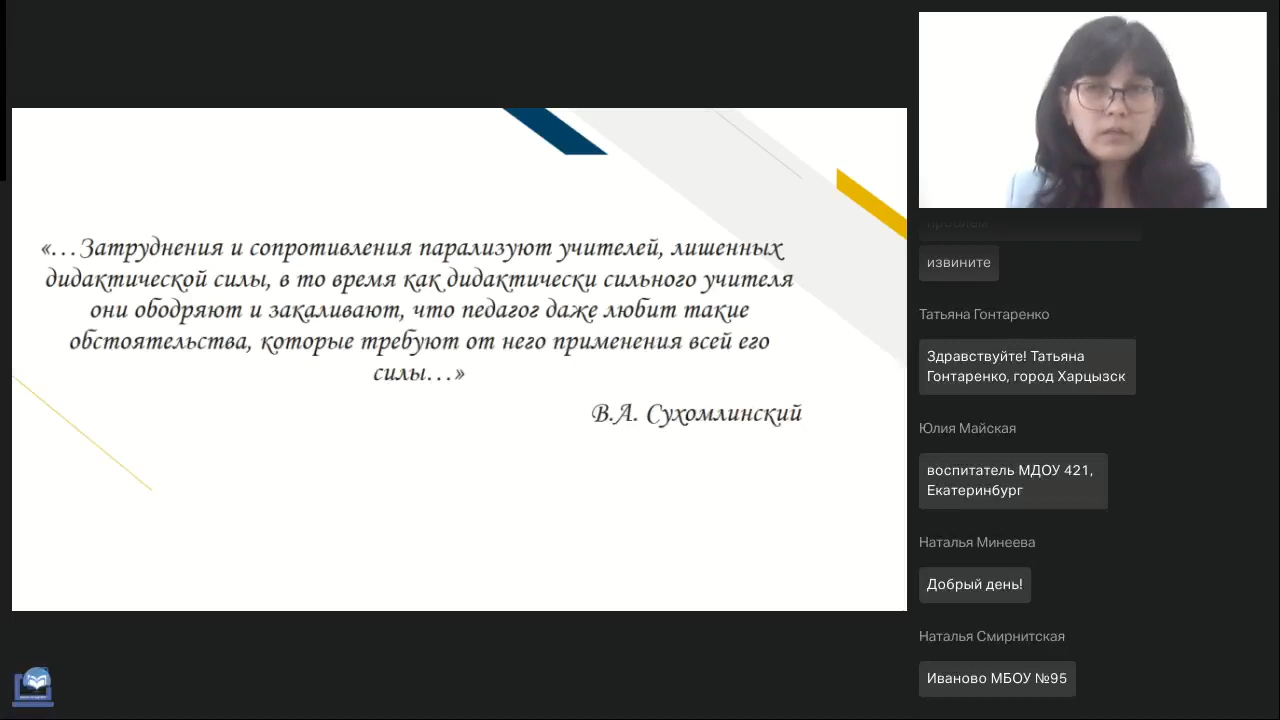 «…Затруднения и сопротивления парализуют учителей, лишенных
дидактической силы, в то время как дидактически сильного учителя
они ободряют и закаливают, что педагог даже любит такие
обстоятельства, которые требуют от него применения всей его
силы…»
В.А. Сухомлинский
проблем
извините
Татьяна Гонтаренко
Здравствуйте! Татьяна
Гонтаренко, город Харцызск
Юлия Майская
воспитатель МДОУ 421,
Екатеринбург
Наталья Минеева
Добрый день!
Наталья Смирнитская
Иваново МБОУ №95